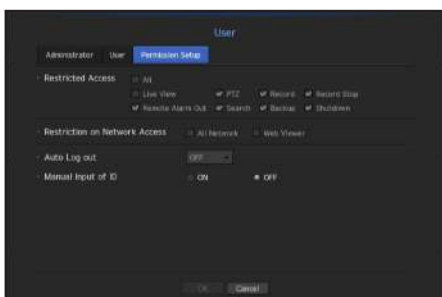 User
Administrator User Permission Setup
Restricted Access All
Live View PTZ Record Record Stop
Remote Alarm Out Search Backup Shutdown
Restriction on Network Access All Network Web Viewer
Auto Log out OFF
Manual Input of ID ON OFF
OK Cancel